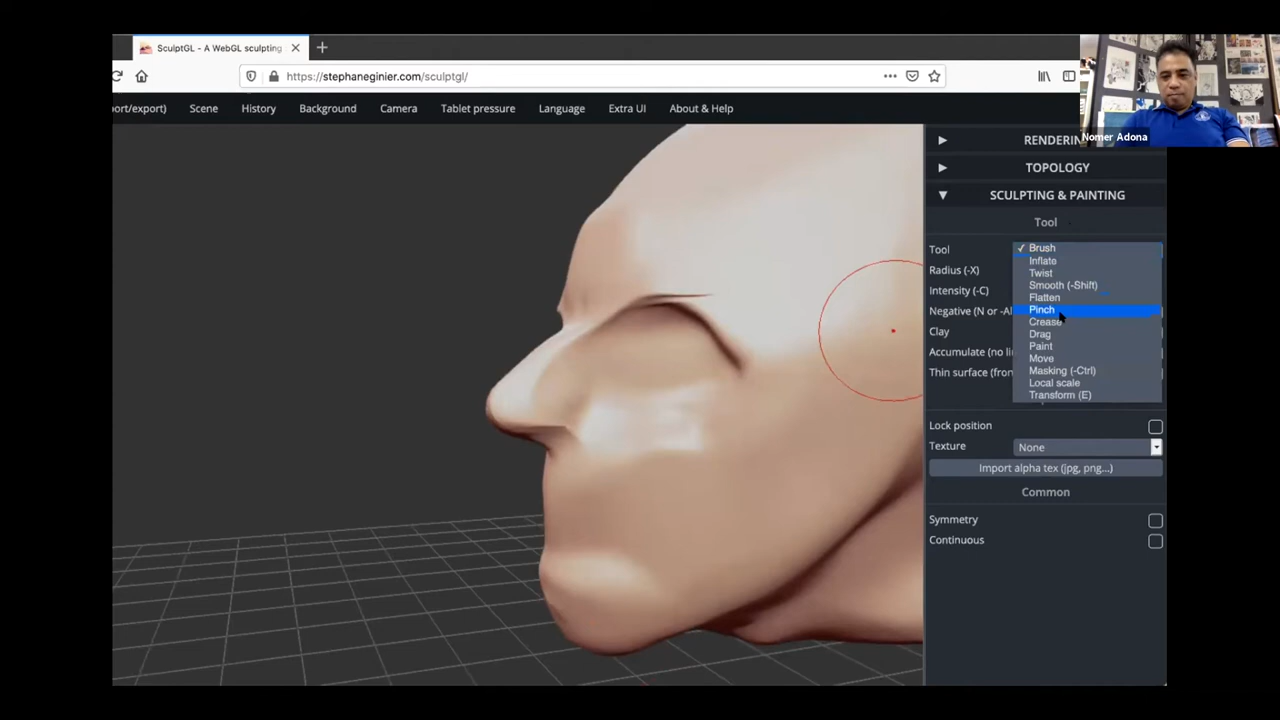 SculptGL - A WebGL sculpting
https://stephaneginier.com/sculptgl/
Nomer Adona
port/export) Scene History Background Camera Tablet pressure Language Extra UI About & Help
RENDERING
TOPOLOGY
SCULPTING & PAINTING
Tool
Tool
Brush
Inflate
Twist
Smooth (-Shift)
Flatten
Pinch
Crease
Drag
Paint
Move
Masking (-Ctrl)
Local scale
Transform (E)
Radius (-X)
Intensity (-C)
Negative (N or -Al
Clay
Accumulate (no li
Thin surface (fron
Lock position
Texture None
Import alpha tex (jpg, png...)
Common
Symmetry
Continuous